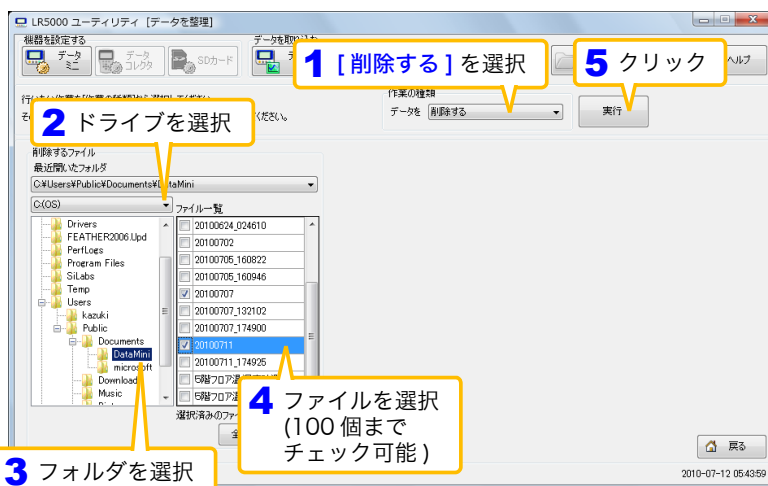 LR5000 ユーティリティ [データを整理]
機器を設定する
データを取り込む
データ
ミニ
データ
コレクタ
SDカード
ヘルプ
1 [ 削除する ] を選択
5 クリック
作業の種類
データを 削除する
実行
ください。
2 ドライブを選択
削除するファイル
最近開いたフォルダ
C:¥Users¥Public¥Documents¥DataMini
C:(OS)
ファイル一覧
Drivers
FEATHER2006.Upd
PerfLogs
Program Files
SiLabs
Temp
Users
kazuki
Public
Documents
DataMini
microsoft
Download
Music
20100624_024610
20100702
20100705_160822
20100705_160946
20100707
20100707_132102
20100707_174900
20100711
20100711_174925
5階フロア温
5階フロア温
選択済みのファ
全
4 ファイルを選択
(100 個まで
チェック可能 )
3 フォルダを選択
戻る
2010-07-12 05:43:59